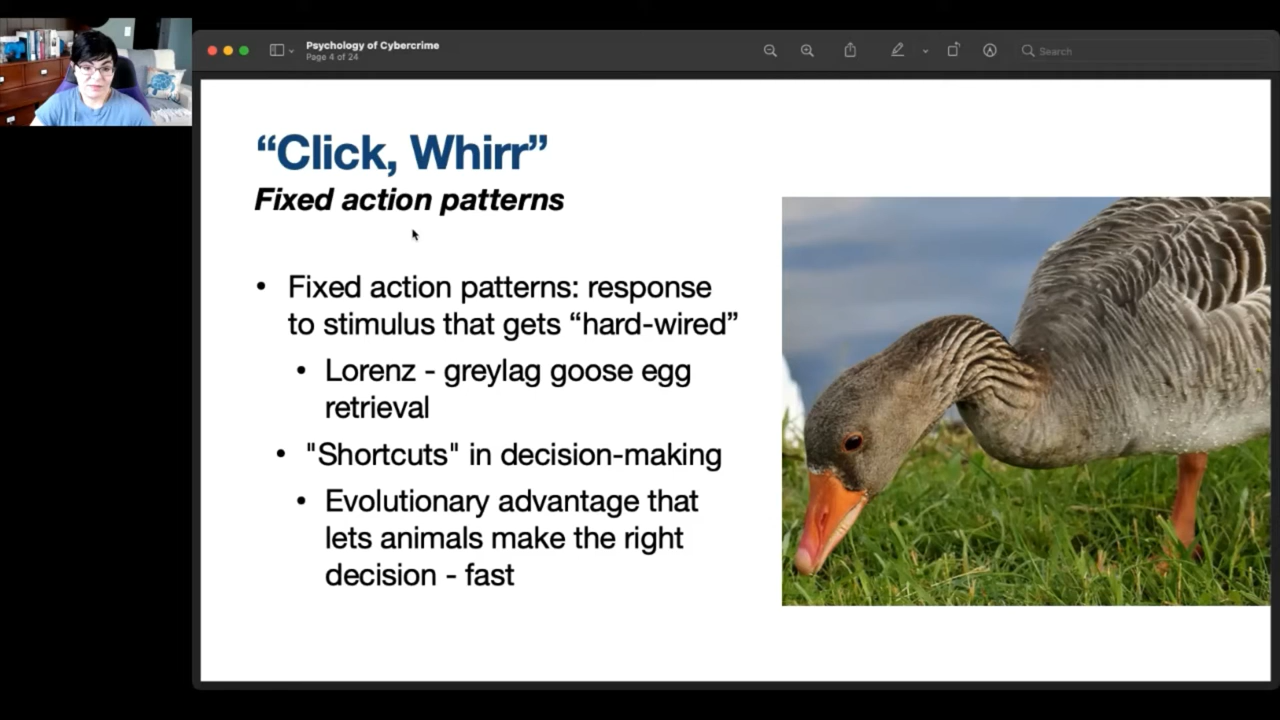 Psychology of Cybercrime
Page 4 of 24
Search
“Click, Whirr”
Fixed action patterns
• Fixed action patterns: response
to stimulus that gets “hard-wired”
• Lorenz - greylag goose egg
retrieval
• "Shortcuts" in decision-making
• Evolutionary advantage that
lets animals make the right
decision - fast